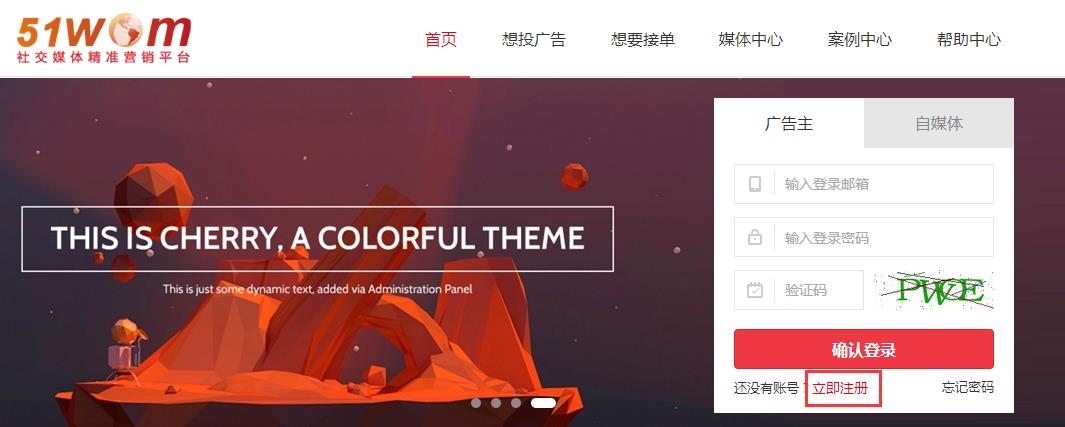 51wom
社交媒体精准营销平台
首页 想投广告 想要接单 媒体中心 案例中心 帮助中心
广告主 自媒体
输入登录邮箱
输入登录密码
验证码 PWCE
确认登录
还没有账号？ 立即注册 忘记密码
THIS IS CHERRY, A COLORFUL THEME
This is just some dynamic text, added via Administration Panel